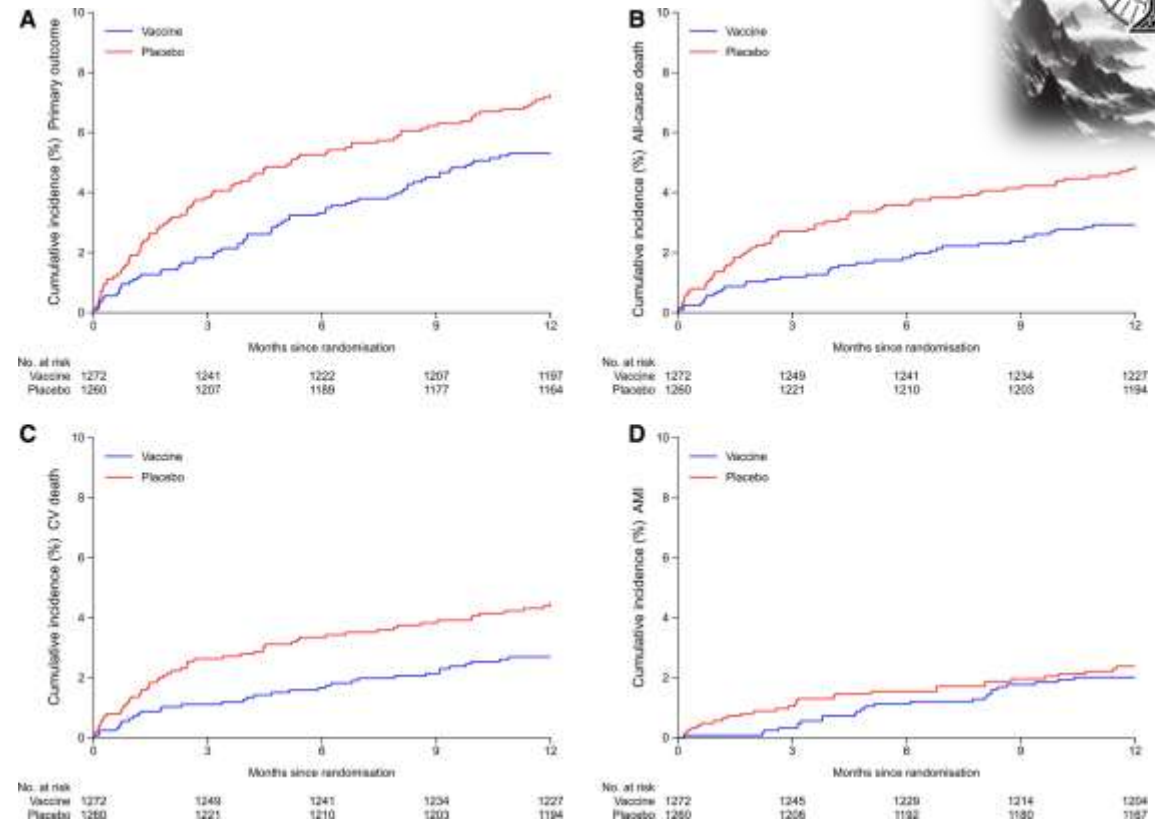 A
Cumulative incidence (%) Primary outcome
10
8
6
4
2
0
Vaccine
Placebo
0 3 6 9 12
Months since randomisation
No. at risk
Vaccine 1272 1241 1222 1207 1197
Placebo 1260 1207 1189 1177 1164
B
Cumulative incidence (%) All-cause death
10
8
6
4
2
0
Vaccine
Placebo
0 3 6 9 12
Months since randomisation
No. at risk
Vaccine 1272 1249 1241 1234 1227
Placebo 1260 1221 1210 1203 1194
C
Cumulative incidence (%) CV death
10
8
6
4
2
0
Vaccine
Placebo
0 3 6 9 12
Months since randomisation
No. at risk
Vaccine 1272 1249 1241 1234 1227
Placebo 1260 1221 1210 1203 1194
D
Cumulative incidence (%) AMI
10
8
6
4
2
0
Vaccine
Placebo
0 3 6 9 12
Months since randomisation
No. at risk
Vaccine 1272 1245 1229 1214 1204
Placebo 1260 1206 1192 1180 1167